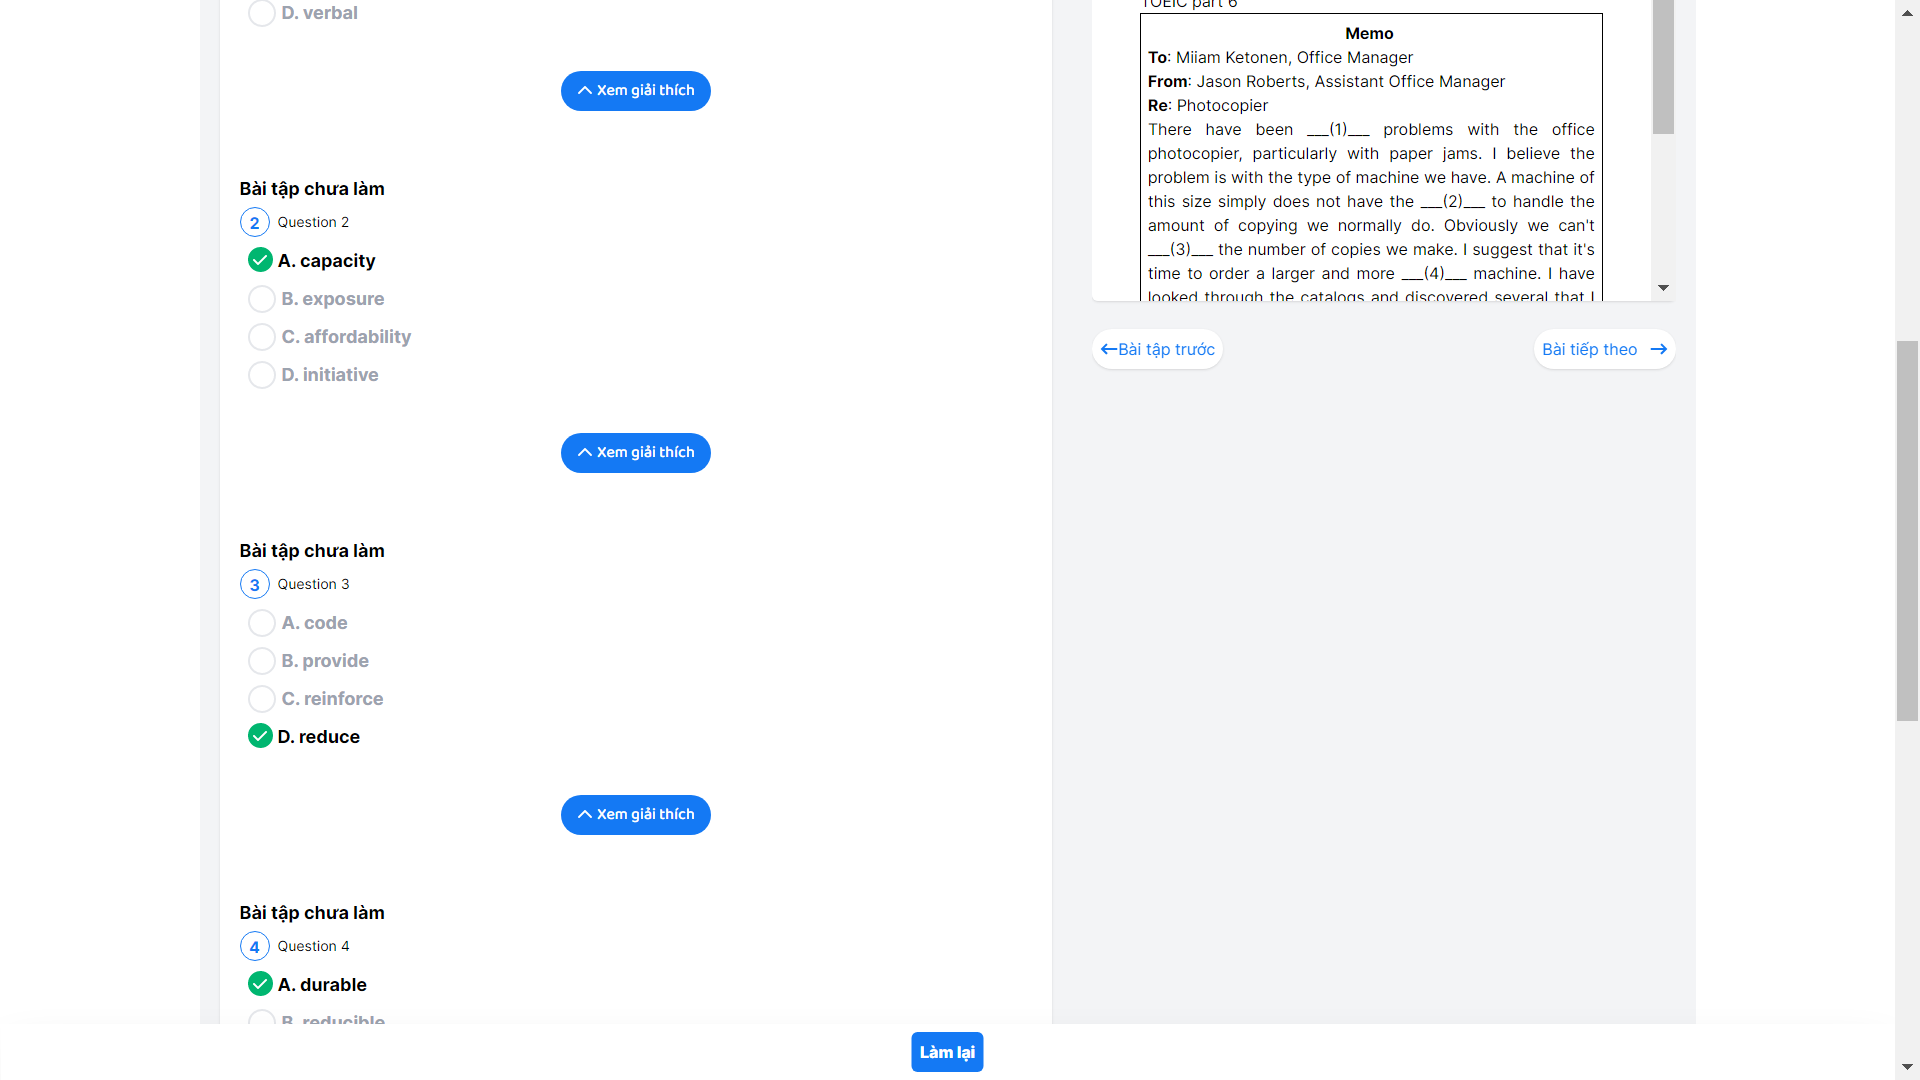 D. verbal
Xem giải thích
Bài tập chưa làm
2 Question 2
A. capacity
B. exposure
C. affordability
D. initiative
Xem giải thích
Bài tập chưa làm
3 Question 3
A. code
B. provide
C. reinforce
D. reduce
Xem giải thích
Bài tập chưa làm
4 Question 4
A. durable
B. reducible
TOEIC part 6
Memo
To: Miiam Ketonen, Office Manager
From: Jason Roberts, Assistant Office Manager
Re: Photocopier
There have been ___(1)___ problems with the office
photocopier, particularly with paper jams. I believe the
problem is with the type of machine we have. A machine of
this size simply does not have the ___(2)___ to handle the
amount of copying we normally do. Obviously we can't
___(3)___ the number of copies we make. I suggest that it's
time to order a larger and more ___(4)___ machine. I have
looked through the catalogs and discovered several that I
Bài tập trước
Bài tiếp theo
Làm lại